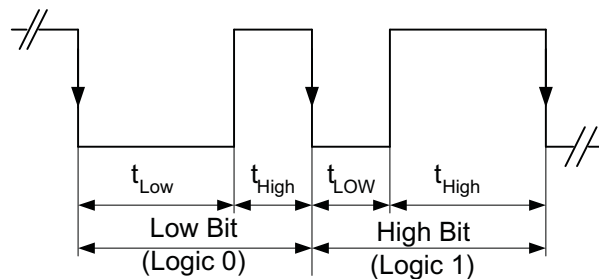 tLow
tHigh
tLOW
tHigh
Low Bit
(Logic 0)
High Bit
(Logic 1)